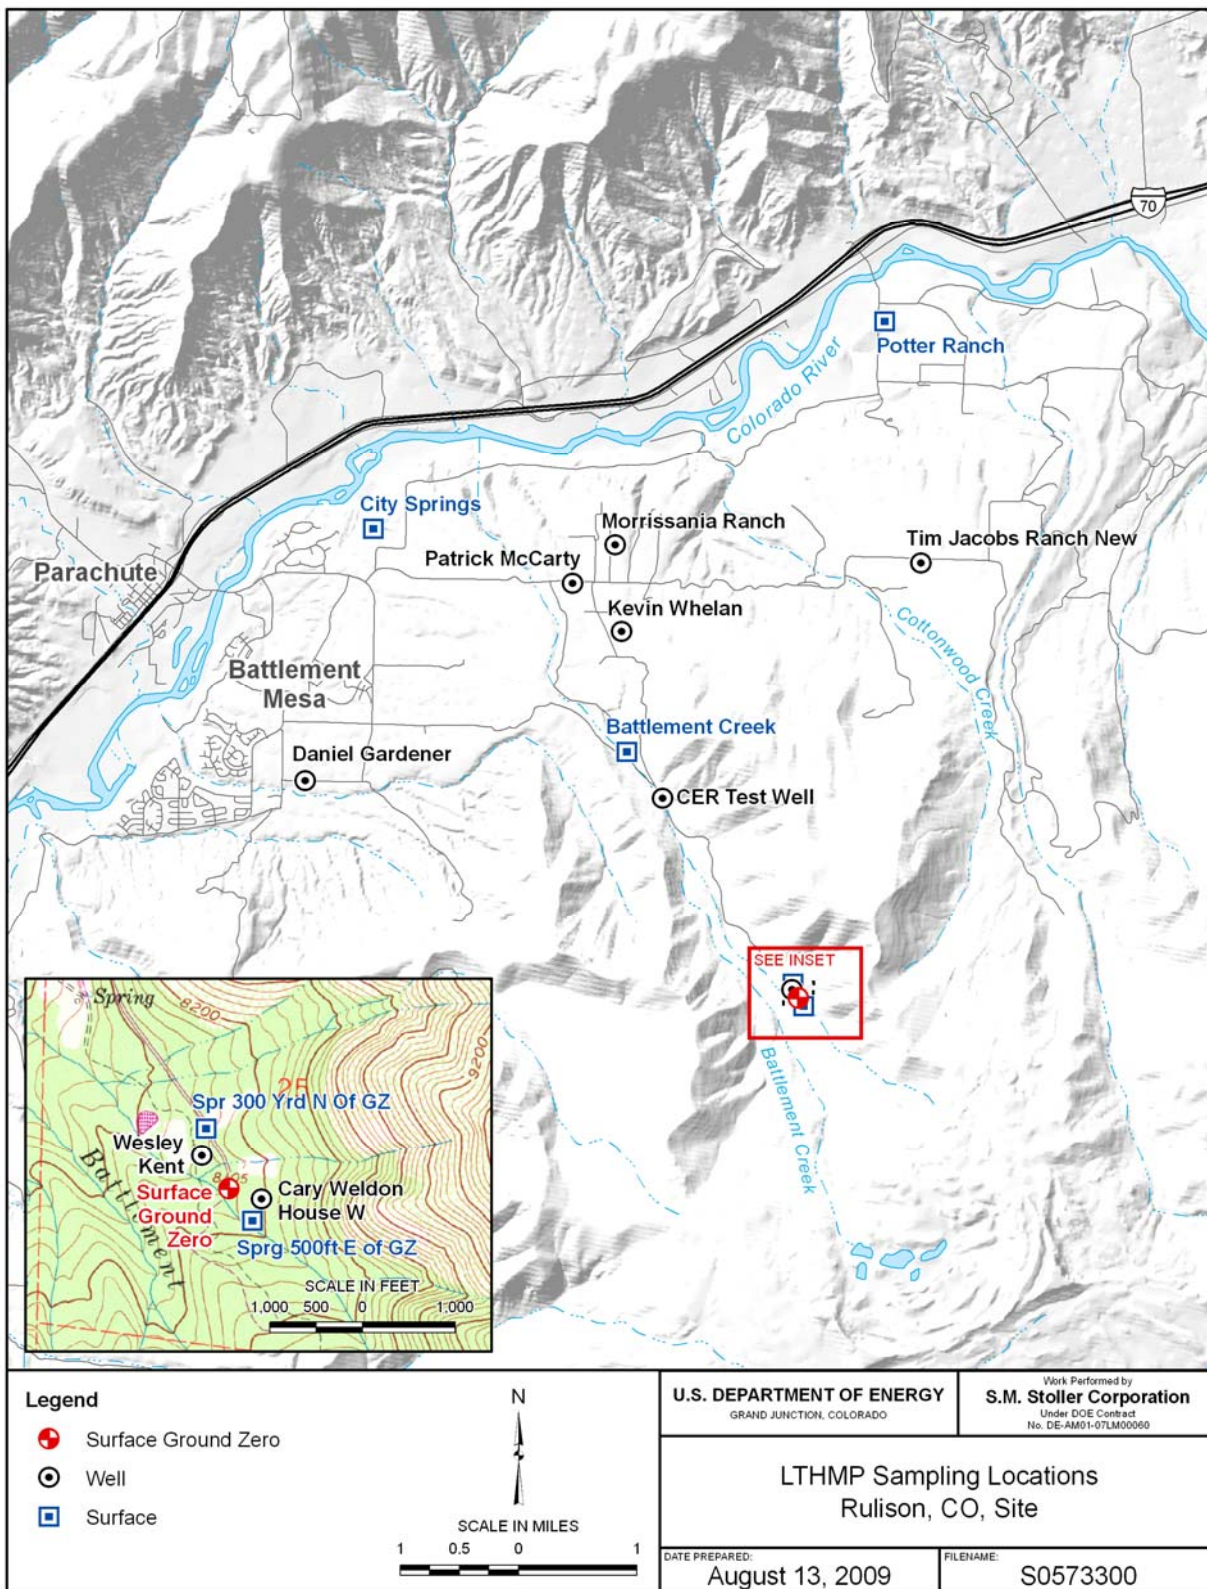 70
Potter Ranch
Colorado River
City Springs
Morrissania Ranch
Tim Jacobs Ranch New
Patrick McCarty
Parachute
Kevin Whelan
Cottonwood Creek
Battlement
Mesa
Battlement Creek
Daniel Gardener
CER Test Well
SEE INSET
Battlement Creek
Spring
8200
9200
25
Spr 300 Yrd N Of GZ
Wesley
Kent
Battlement
Surface
Ground
Zero
Cary Weldon
House W
Sprg 500ft E of GZ
SCALE IN FEET
1,000 500 0 1,000
Legend
Surface Ground Zero
Well
Surface
N
SCALE IN MILES
1 0.5 0 1
U.S. DEPARTMENT OF ENERGY
GRAND JUNCTION, COLORADO
Work Performed by
S.M. Stoller Corporation
Under DOE Contract
No. DE-AM01-07LM00060
LTHMP Sampling Locations
Rulison, CO, Site
DATE PREPARED:
August 13, 2009
FILENAME:
S0573300